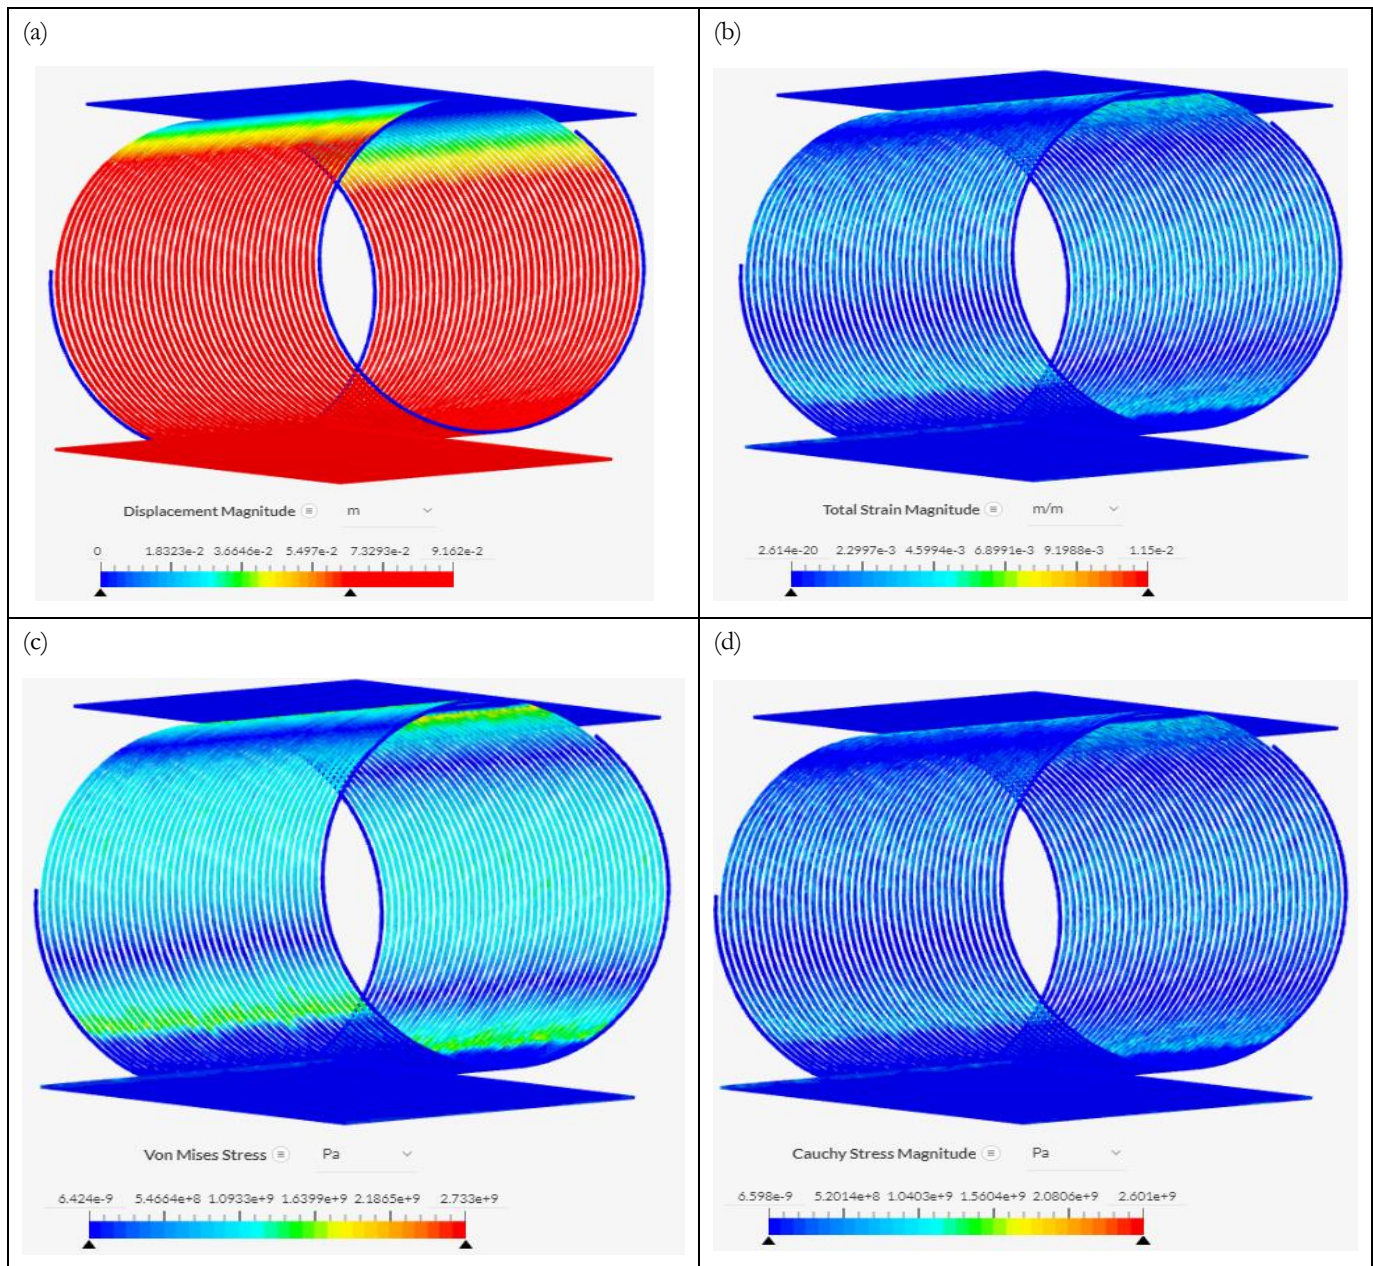 (a)
Displacement Magnitude m
0 1.8323e-2 3.6646e-2 5.497e-2 7.3293e-2 9.162e-2
(b)
Total Strain Magnitude m/m
2.614e-20 2.2997e-3 4.5994e-3 6.8991e-3 9.1988e-3 1.15e-2
(c)
Von Mises Stress Pa
6.424e-9 5.4664e+8 1.0933e+9 1.6399e+9 2.1865e+9 2.733e+9
(d)
Cauchy Stress Magnitude Pa
6.598e-9 5.2014e+8 1.0403e+9 1.5604e+9 2.0806e+9 2.601e+9